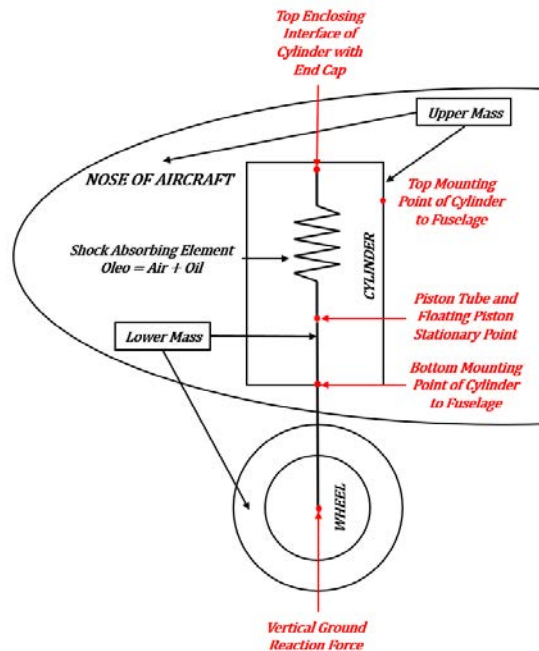 Top Enclosing
Interface of
Cylinder with
End Cap
Upper Mass
NOSE OF AIRCRAFT
Top Mounting
Point of Cylinder
to Fuselage
Shock Absorbing Element
Oleo = Air + Oil
CYLINDER
Piston Tube and
Floating Piston
Stationary Point
Lower Mass
Bottom Mounting
Point of Cylinder
to Fuselage
WHEEL
Vertical Ground
Reaction Force